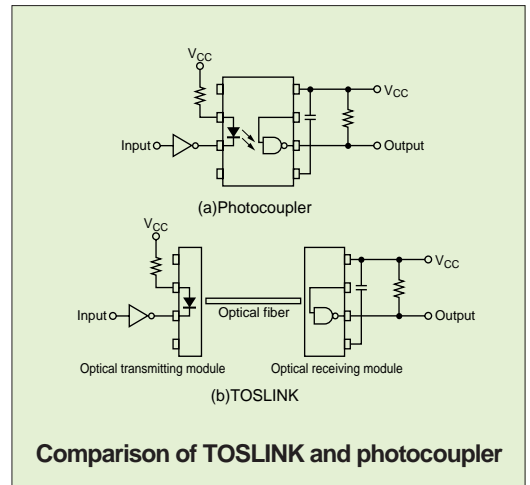 VCC
VCC
Input
Output
(a)Photocoupler
VCC
VCC
Input
Optical fiber
Output
Optical transmitting module
Optical receiving module
(b)TOSLINK
Comparison of TOSLINK and photocoupler